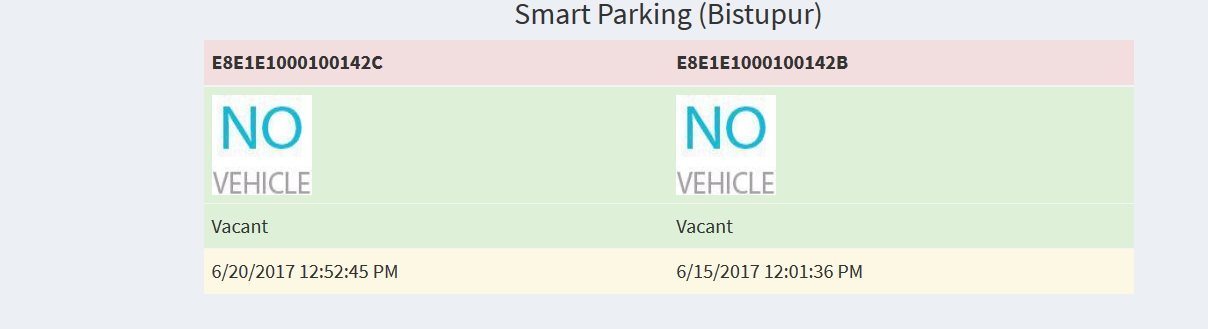 Smart Parking (Bistupur)
E8E1E1000100142C E8E1E1000100142B
NO NO
VEHICLE VEHICLE
Vacant Vacant
6/20/2017 12:52:45 PM 6/15/2017 12:01:36 PM